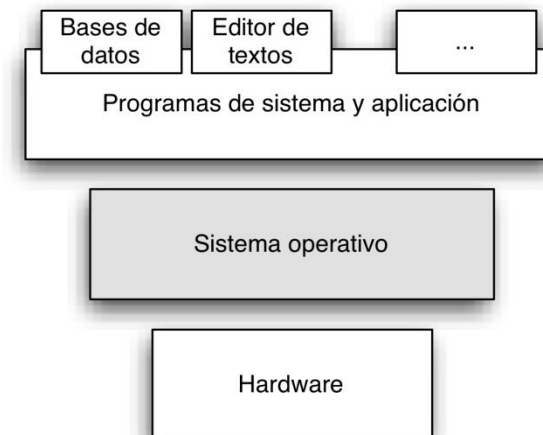 Bases de
datos
Editor de
textos
...
Programas de sistema y aplicación
Sistema operativo
Hardware